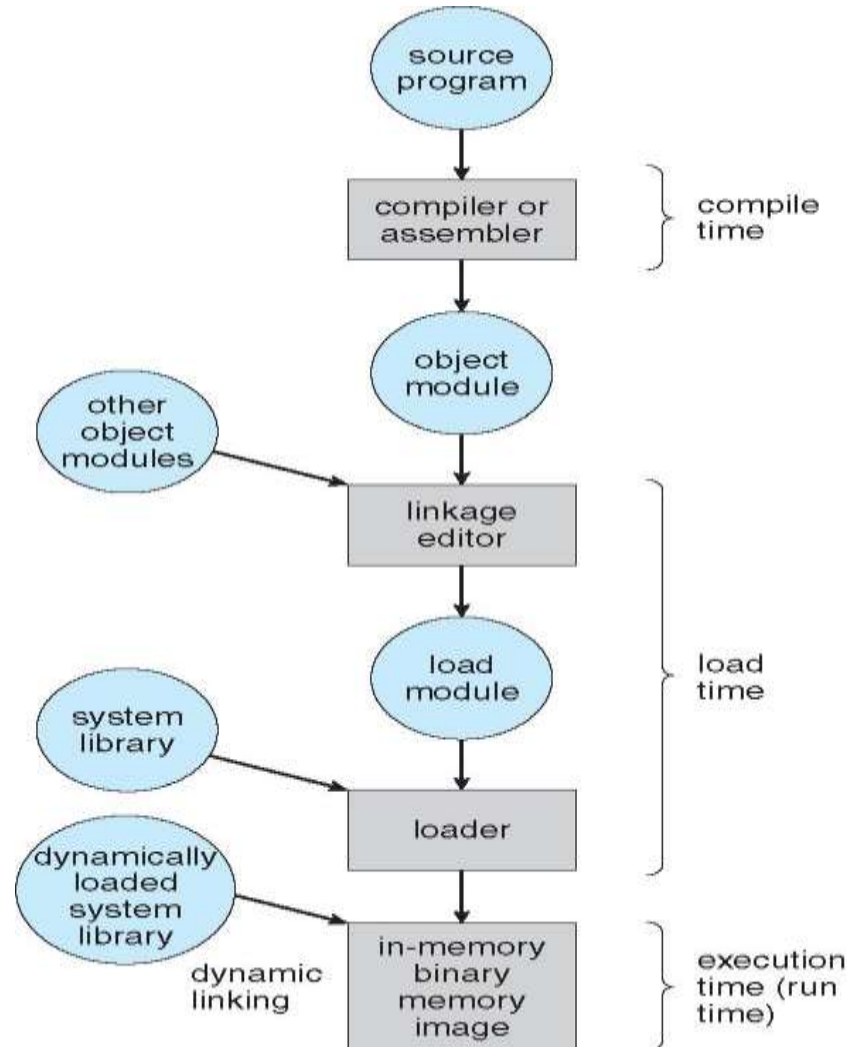 source
program
compiler or
assembler
compile
time
object
module
other
object
modules
linkage
editor
load
module
load
time
system
library
loader
dynamically
loaded
system
library
dynamic
linking
in-memory
binary
memory
image
execution
time (run
time)